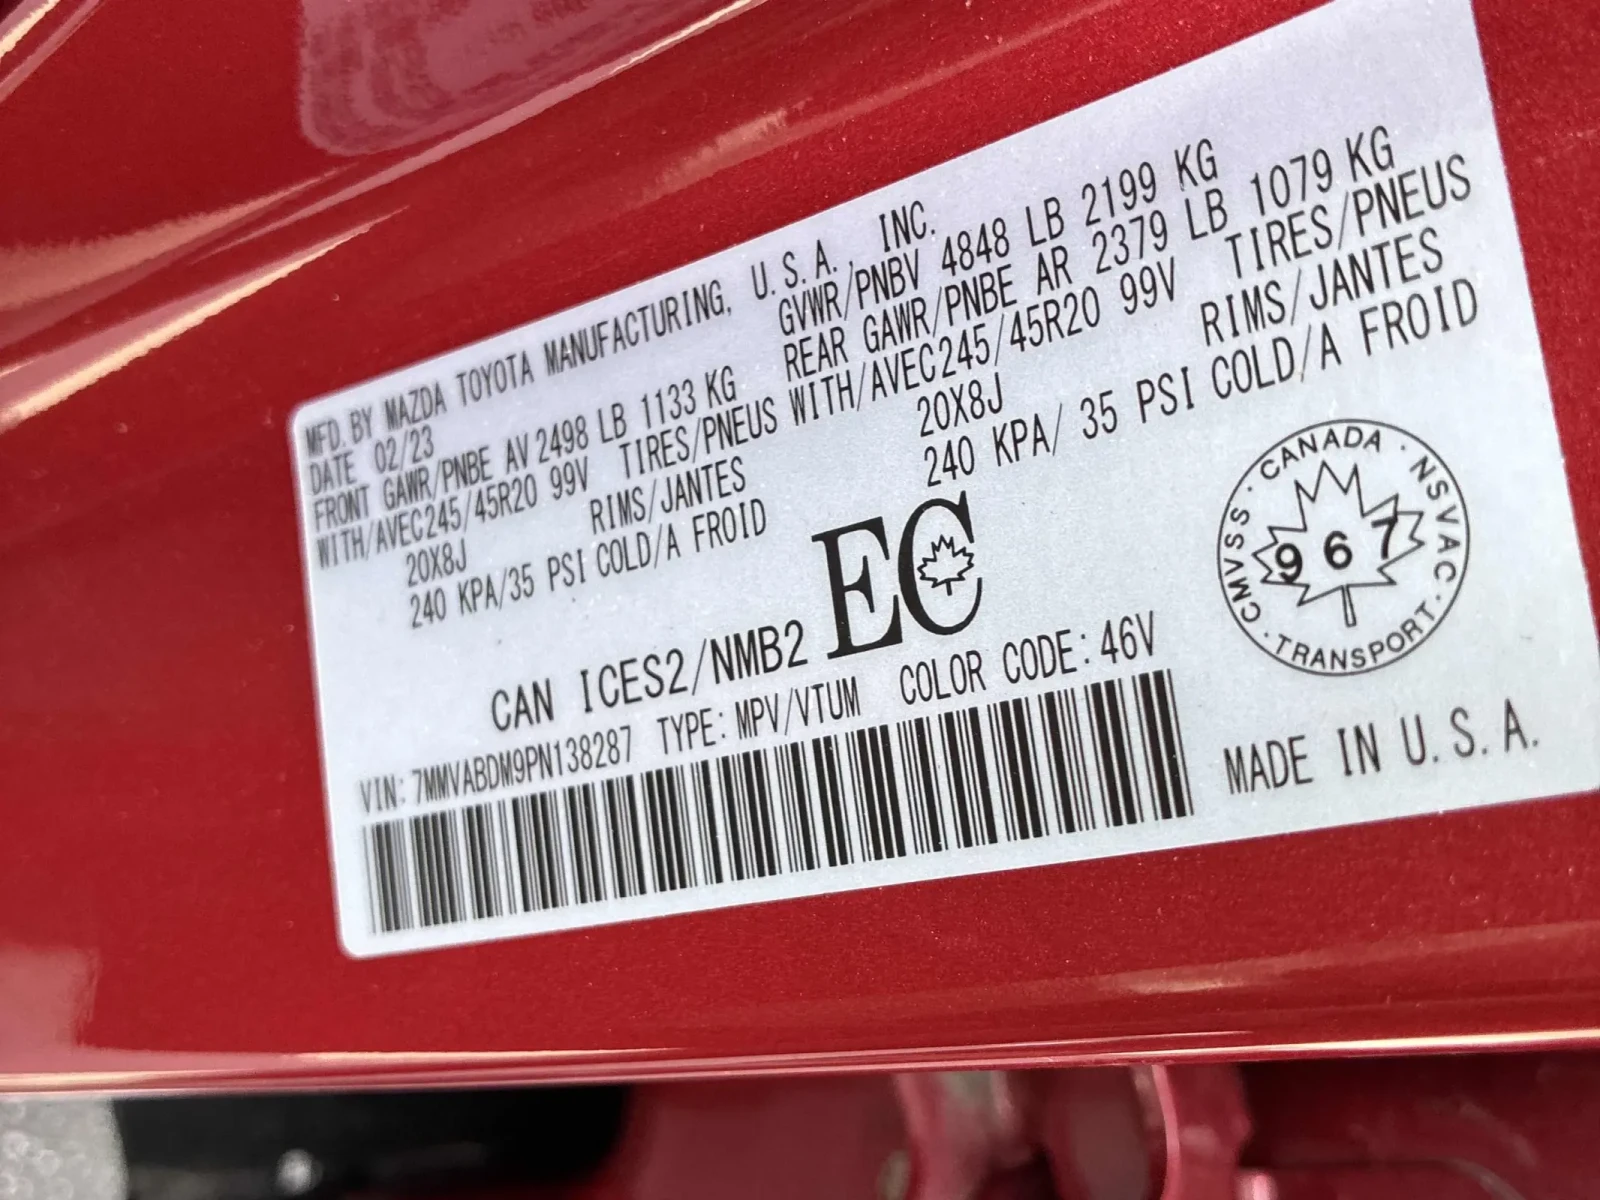 MFD. BY MAZDA TOYOTA MANUFACTURING, U.S.A., INC.
DATE 02/23 GVWR/PNBV 4848 LB 2199 KG
FRONT GAWR/PNBE AV 2498 LB 1133 KG REAR GAWR/PNBE AR 2379 LB 1079 KG
WITH/AVEC245/45R20 99V TIRES/PNEUS WITH/AVEC245/45R20 99V TIRES/PNEUS
20X8J RIMS/JANTES 20X8J RIMS/JANTES
240 KPA/35 PSI COLD/A FROID 240 KPA/ 35 PSI COLD/A FROID
CAN ICES2/NMB2 EC
CANADA · NSVAC · TRANSPORT · CMVSS ·
967
VIN: 7MMVABDM9PN138287 TYPE: MPV/VTUM COLOR CODE: 46V
MADE IN U.S.A.